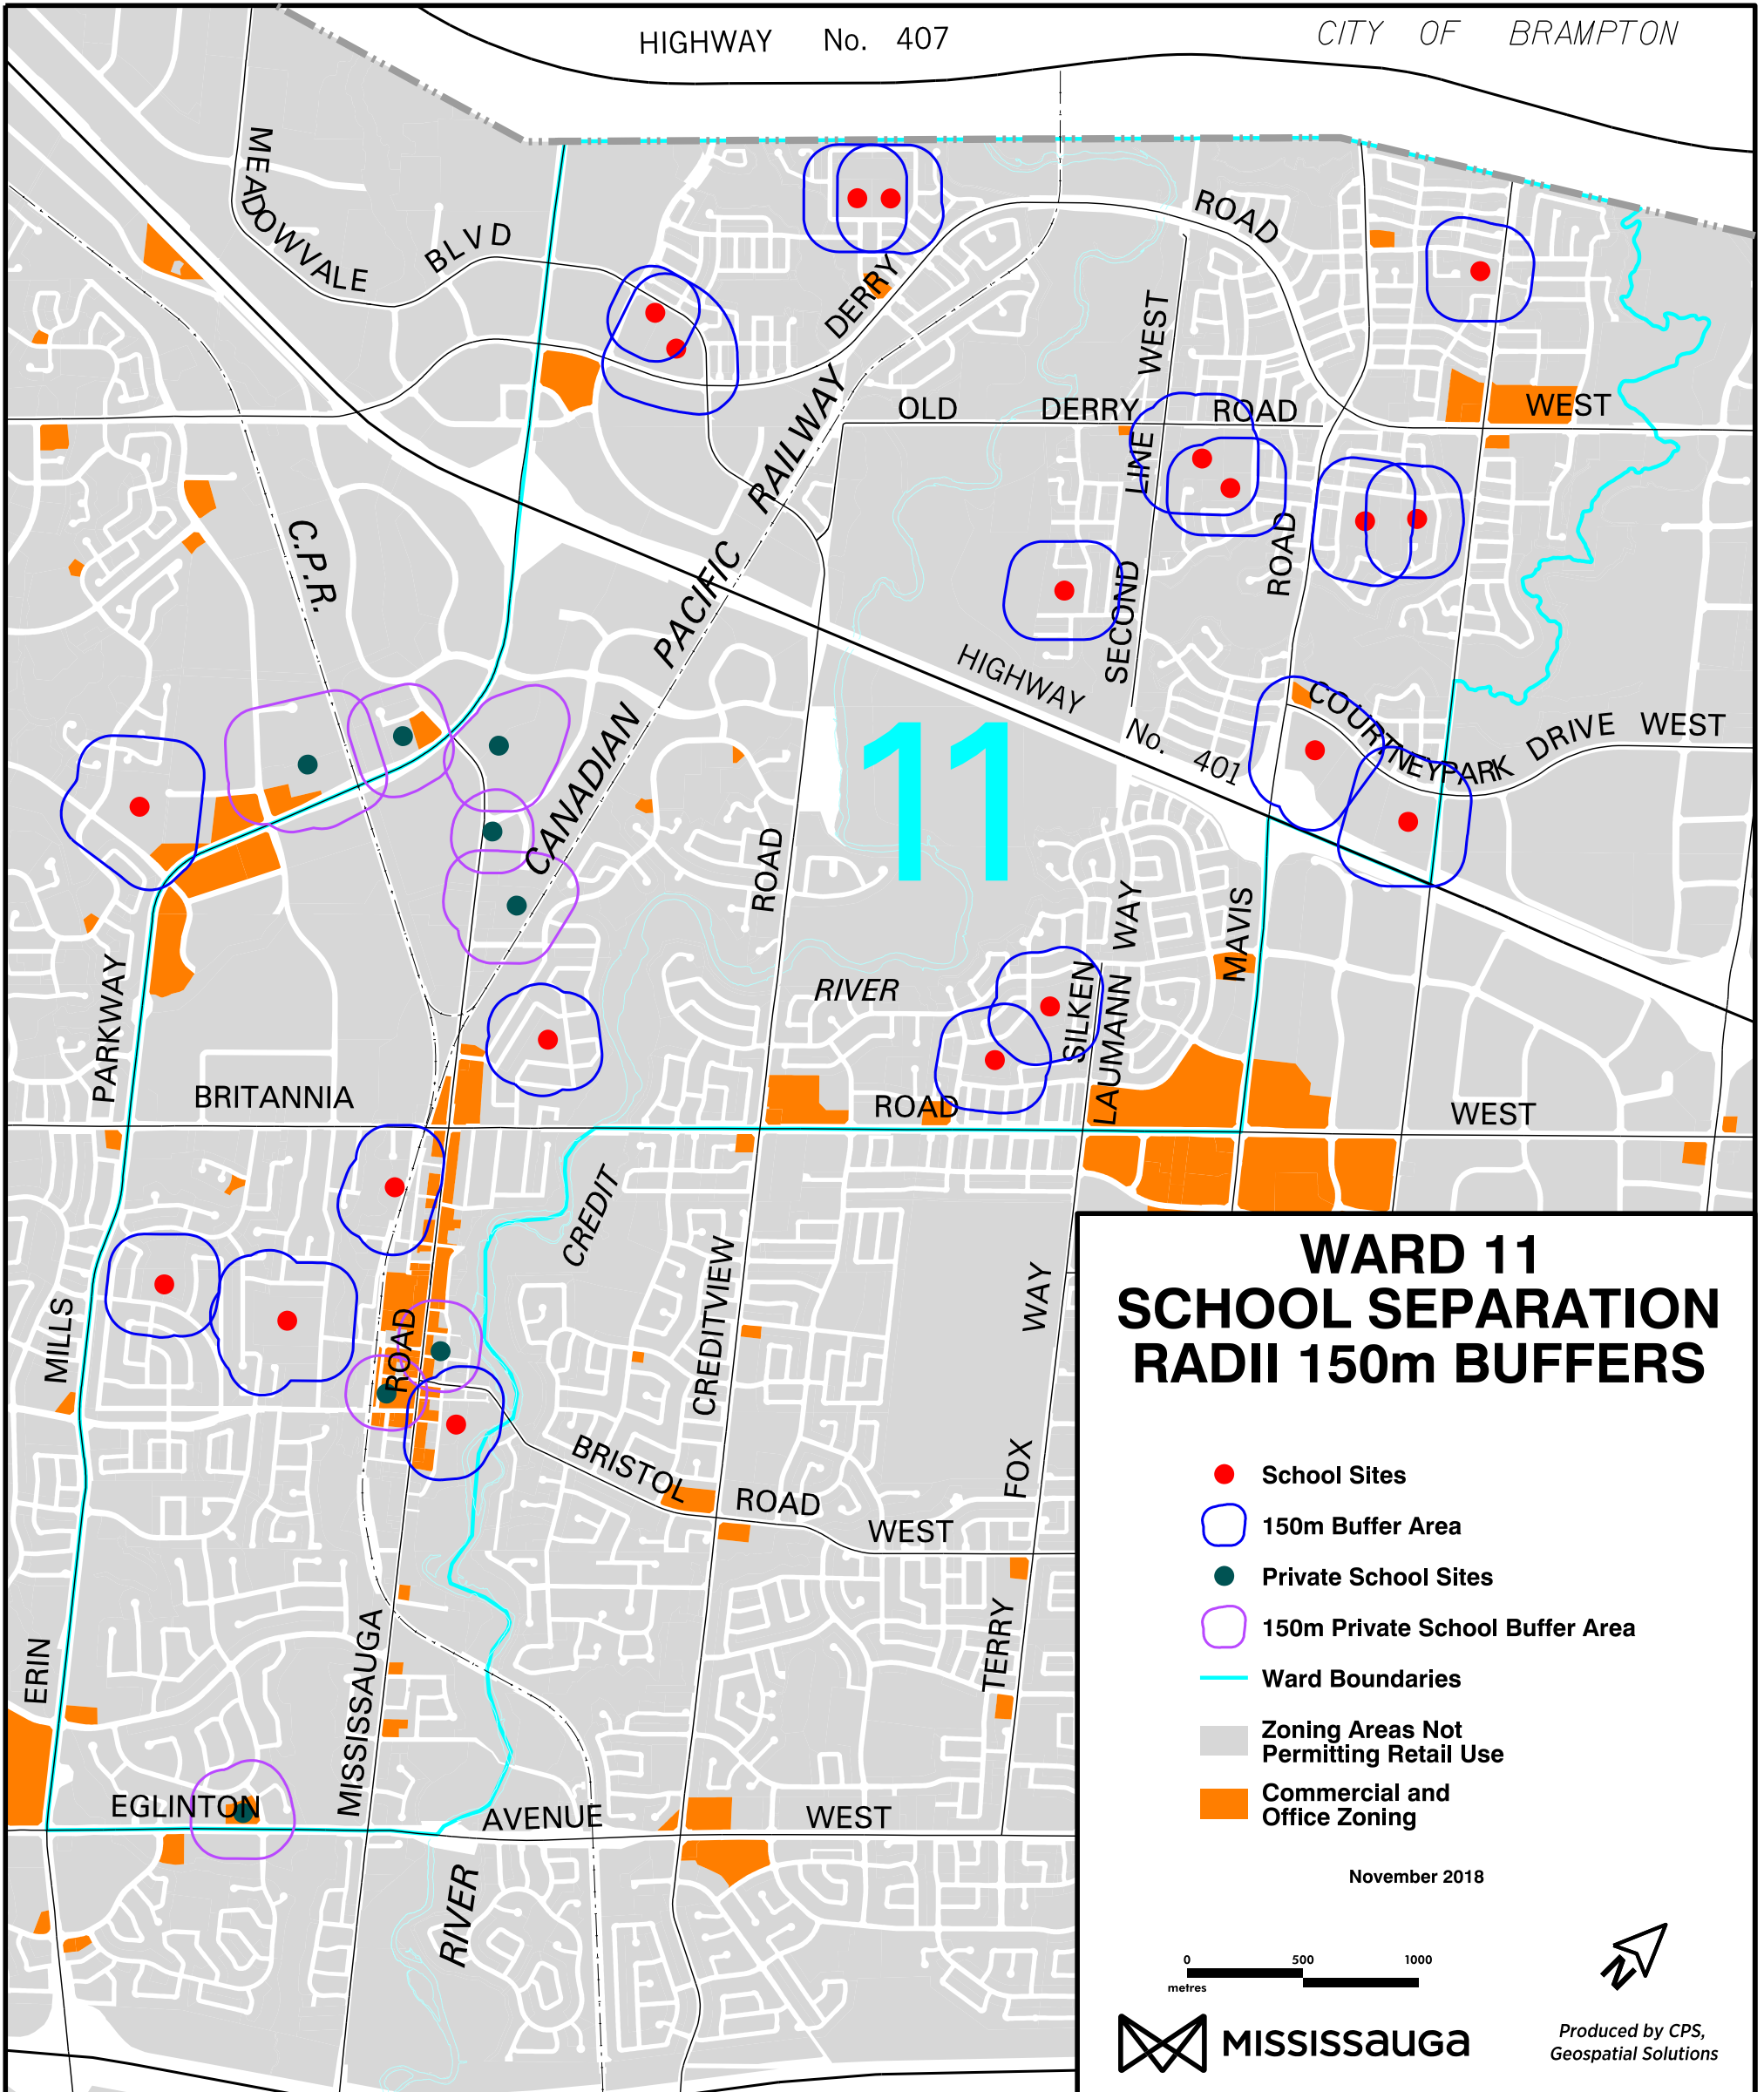 HIGHWAY No. 407
CITY OF BRAMPTON
MEADOWVALE BLVD
DERRY ROAD WEST
OLD DERRY ROAD
SECOND LINE WEST
CANADIAN PACIFIC RAILWAY
C.P.R.
HIGHWAY No. 401
COURTNEYPARK DRIVE WEST
11
MAVIS ROAD
SILKEN LAUMANN WAY
RIVER
CREDIT
BRITANNIA ROAD WEST
ERIN MILLS PARKWAY
MISSISSAUGA ROAD
CREDITVIEW ROAD
TERRY FOX WAY
BRISTOL ROAD WEST
EGLINTON AVENUE WEST
RIVER
WARD 11
SCHOOL SEPARATION
RADII 150m BUFFERS
School Sites
150m Buffer Area
Private School Sites
150m Private School Buffer Area
Ward Boundaries
Zoning Areas Not
Permitting Retail Use
Commercial and
Office Zoning
November 2018
0 500 1000
metres
N
MISSISSauGa
Produced by CPS,
Geospatial Solutions